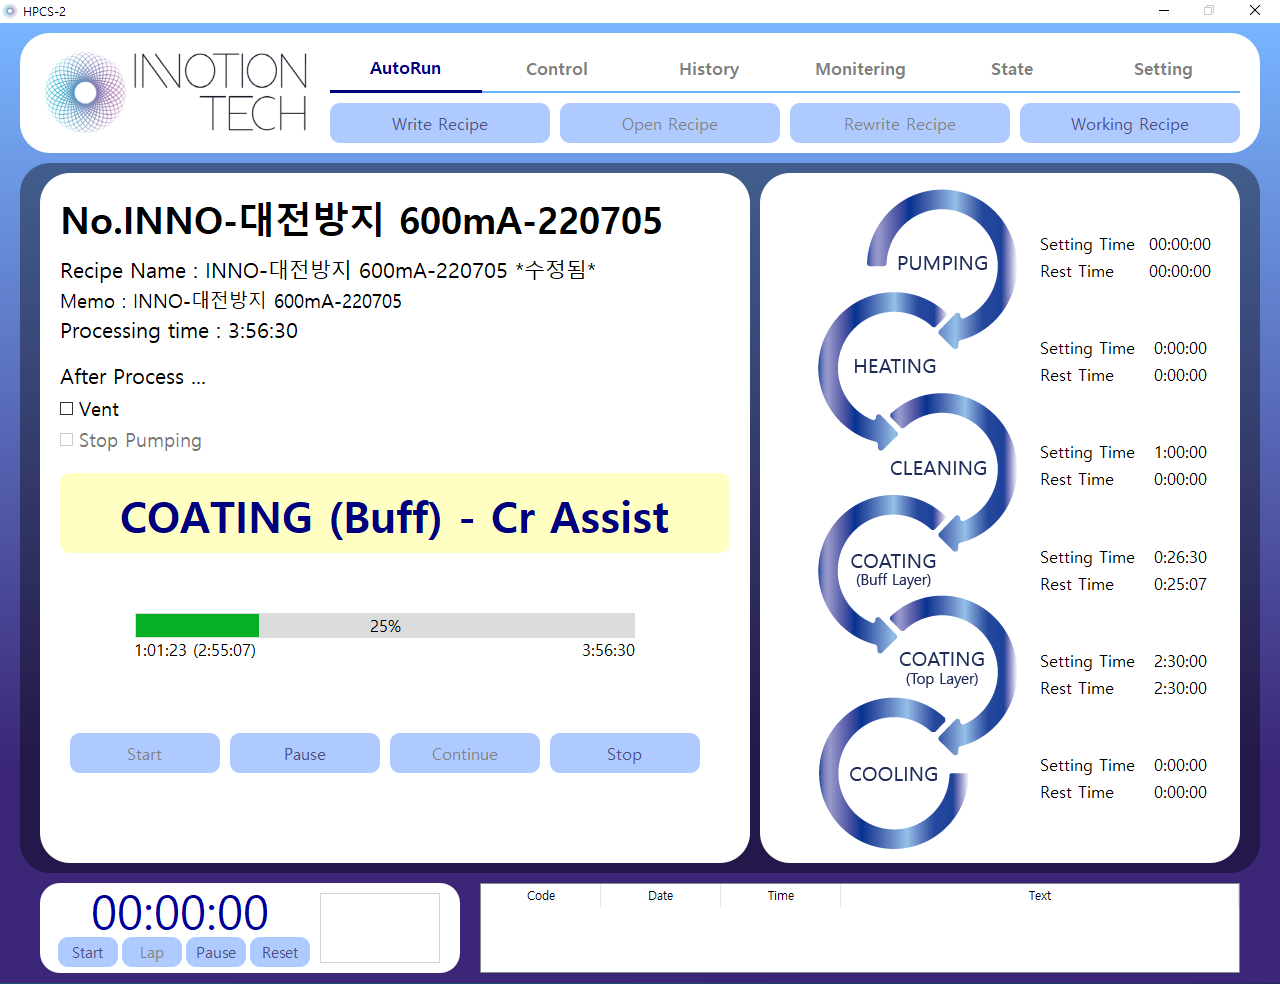 HPCS-2
INNOTION
TECH
AutoRun Control History Monitering State Setting
Write Recipe Open Recipe Rewrite Recipe Working Recipe
No.INNO-대전방지 600mA-220705
Recipe Name : INNO-대전방지 600mA-220705 *수정됨*
Memo : INNO-대전방지 600mA-220705
Processing time : 3:56:30
After Process ...
Vent
Stop Pumping
COATING (Buff) - Cr Assist
25%
1:01:23 (2:55:07) 3:56:30
Start Pause Continue Stop
PUMPING
Setting Time 00:00:00
Rest Time 00:00:00
HEATING
Setting Time 0:00:00
Rest Time 0:00:00
CLEANING
Setting Time 1:00:00
Rest Time 0:00:00
COATING
(Buff Layer)
Setting Time 0:26:30
Rest Time 0:25:07
COATING
(Top Layer)
Setting Time 2:30:00
Rest Time 2:30:00
COOLING
Setting Time 0:00:00
Rest Time 0:00:00
00:00:00
Start Lap Pause Reset
Code Date Time Text